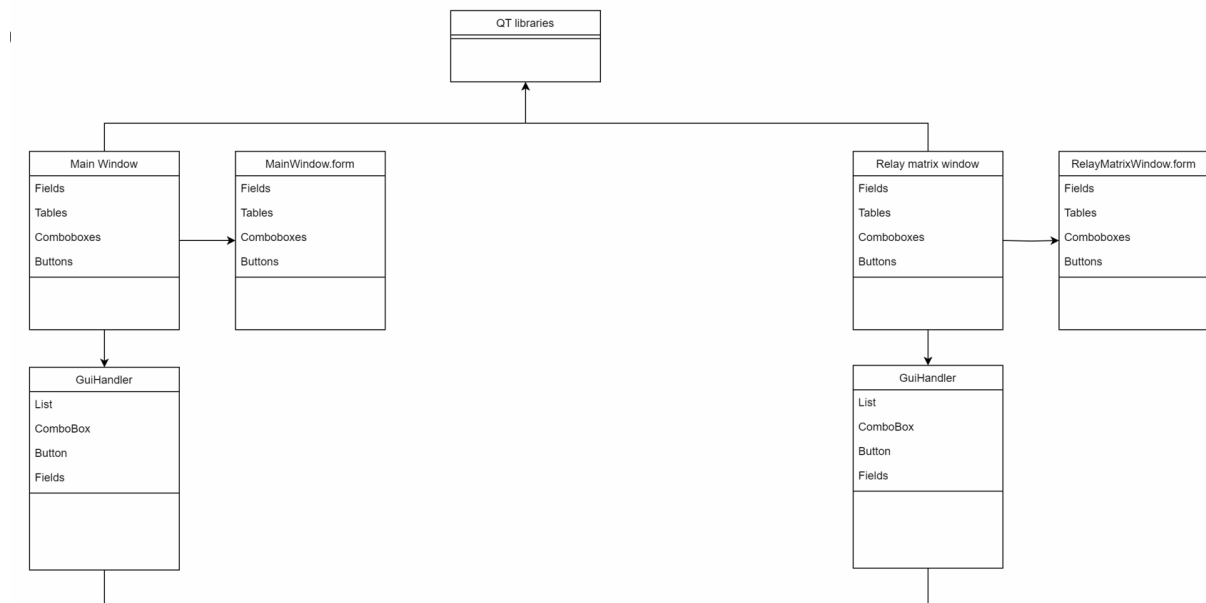 QT libraries
Main Window
Fields
Tables
Comboboxes
Buttons
MainWindow.form
Fields
Tables
Comboboxes
Buttons
Relay matrix window
Fields
Tables
Comboboxes
Buttons
RelayMatrixWindow.form
Fields
Tables
Comboboxes
Buttons
GuiHandler
List
ComboBox
Button
Fields
GuiHandler
List
ComboBox
Button
Fields